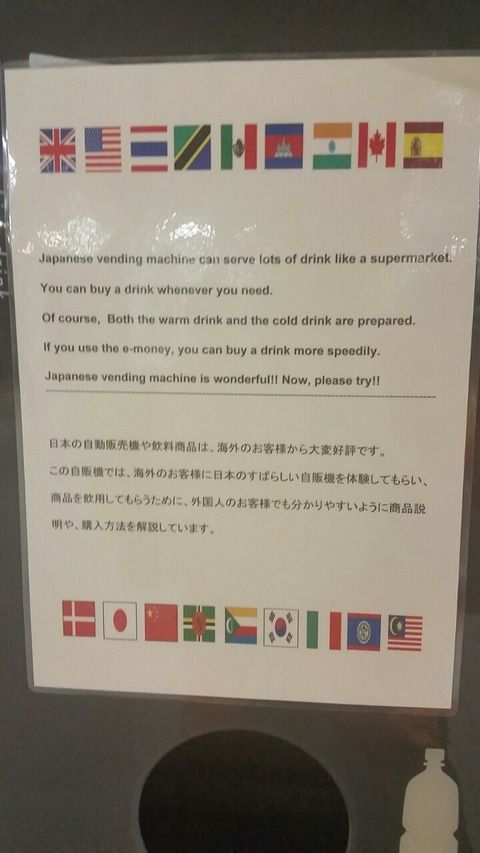 Japanese vending machine can serve lots of drink like a supermarket.
You can buy a drink whenever you need.
Of course, Both the warm drink and the cold drink are prepared.
If you use the e-money, you can buy a drink more speedily.
Japanese vending machine is wonderful!! Now, please try!!
日本の自動販売機や飲料商品は、海外のお客様から大変好評です。
この自販機では、海外のお客様に日本のすばらしい自販機を体験してもらい、
商品を飲用してもらうために、外国人のお客様でも分かりやすいように商品説
明や、購入方法を解説しています。